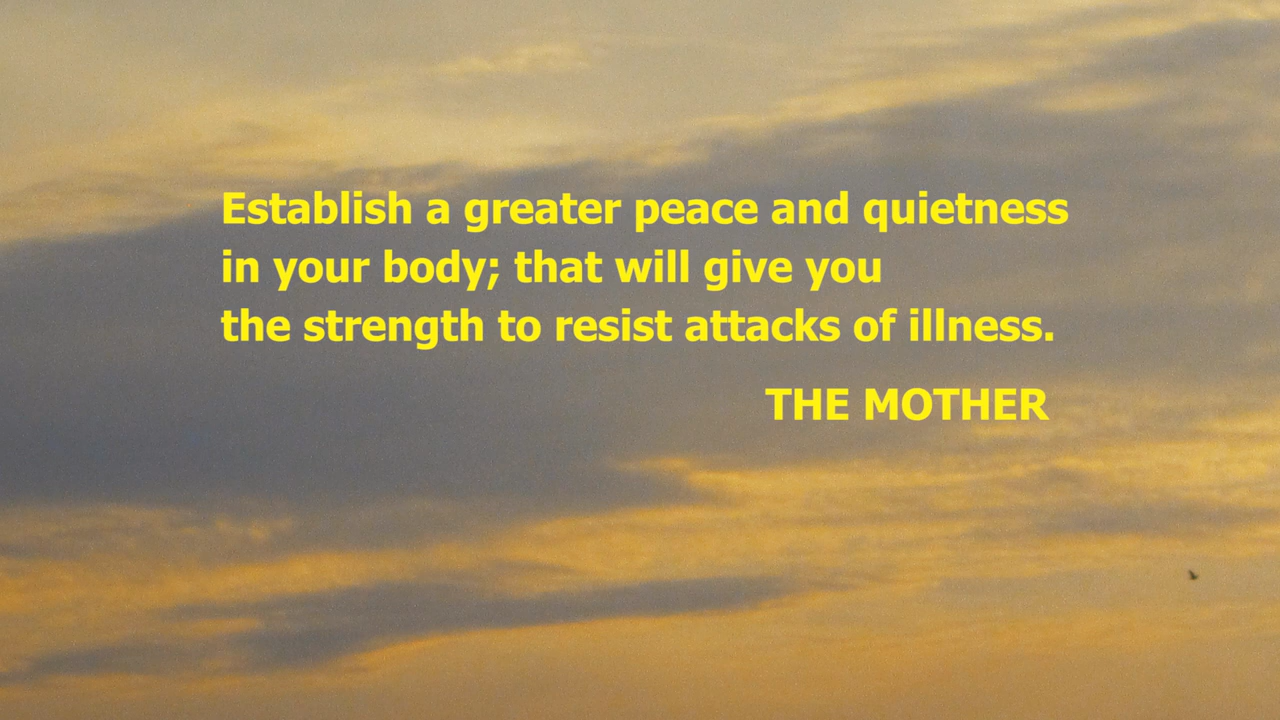 Establish a greater peace and quietness
in your body; that will give you
the strength to resist attacks of illness.
THE MOTHER